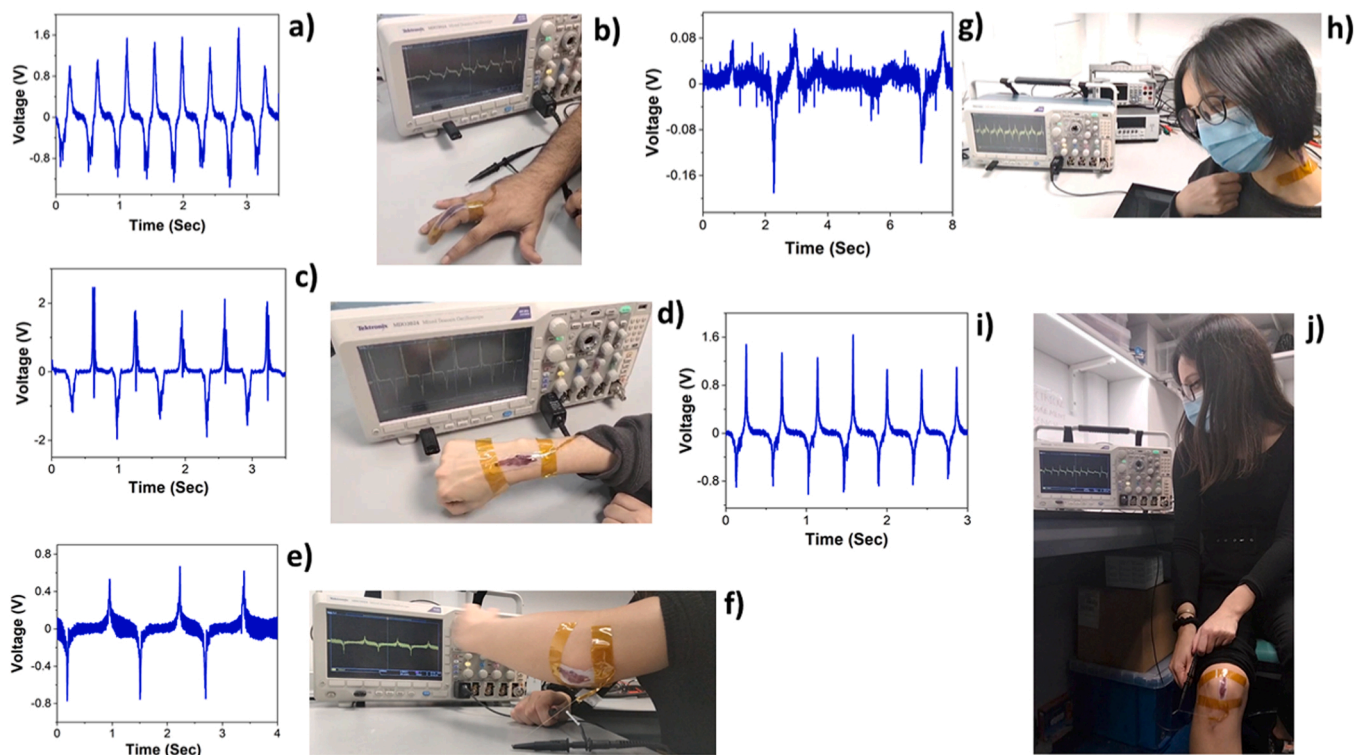 a)
Voltage (V)
1.6
0.8
0
-0.8
0
1
2
3
Time (Sec)
b)
Tektronix
c)
Voltage (V)
2
0
-2
0
1
2
3
Time (Sec)
d)
Tektronix
e)
Voltage (V)
0.8
0.4
0
-0.4
-0.8
0
1
2
3
4
Time (Sec)
f)
g)
Voltage (V)
0.08
0
-0.08
-0.16
0
2
4
6
8
Time (Sec)
h)
i)
Voltage (V)
1.6
0.8
0
-0.8
0
1
2
3
Time (Sec)
j)